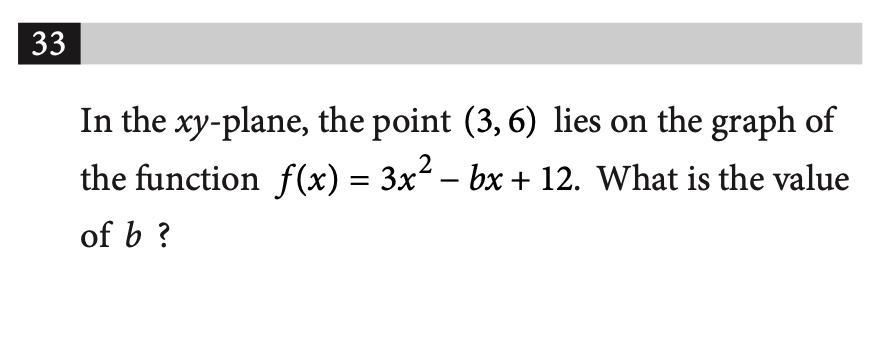 33
In the xy-plane, the point (3, 6) lies on the graph of
the function f(x) = 3x² – bx + 12. What is the value
of b ?